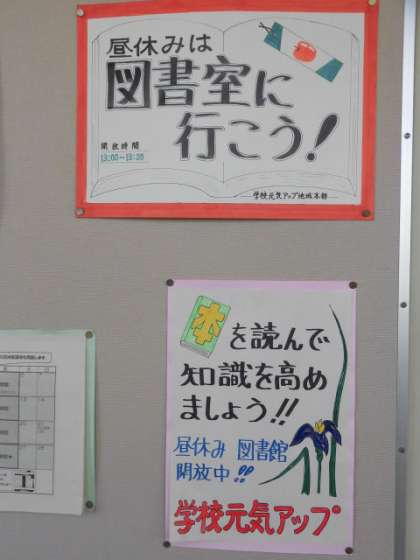 昼休みは
図書室に
行こう!
開放時間
13:00~13:20
学校元気アップ地域本部
本を読んで
知識を高め
ましょう!!
昼休み 図書館
開放中!!
学校元気アップ